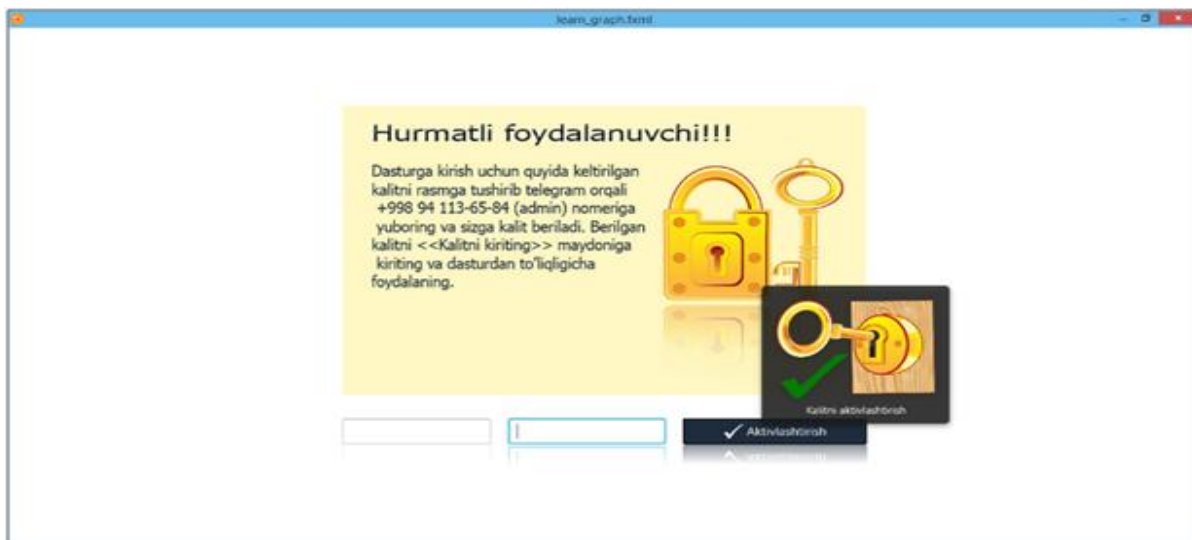 learn_graph.fxml
Hurmatli foydalanuvchi!!!
Dasturga kirish uchun quyida keltirilgan
kalitni rasmga tushirib telegram orqali
+998 94 113-65-84 (admin) nomeriga
yuboring va sizga kalit beriladi. Berilgan
kalitni <<Kalitni kiriting>> maydoniga
kiriting va dasturdan to'liqligicha
foydalaning.
Kalitni aktivlashtirish
Aktivlashtirish